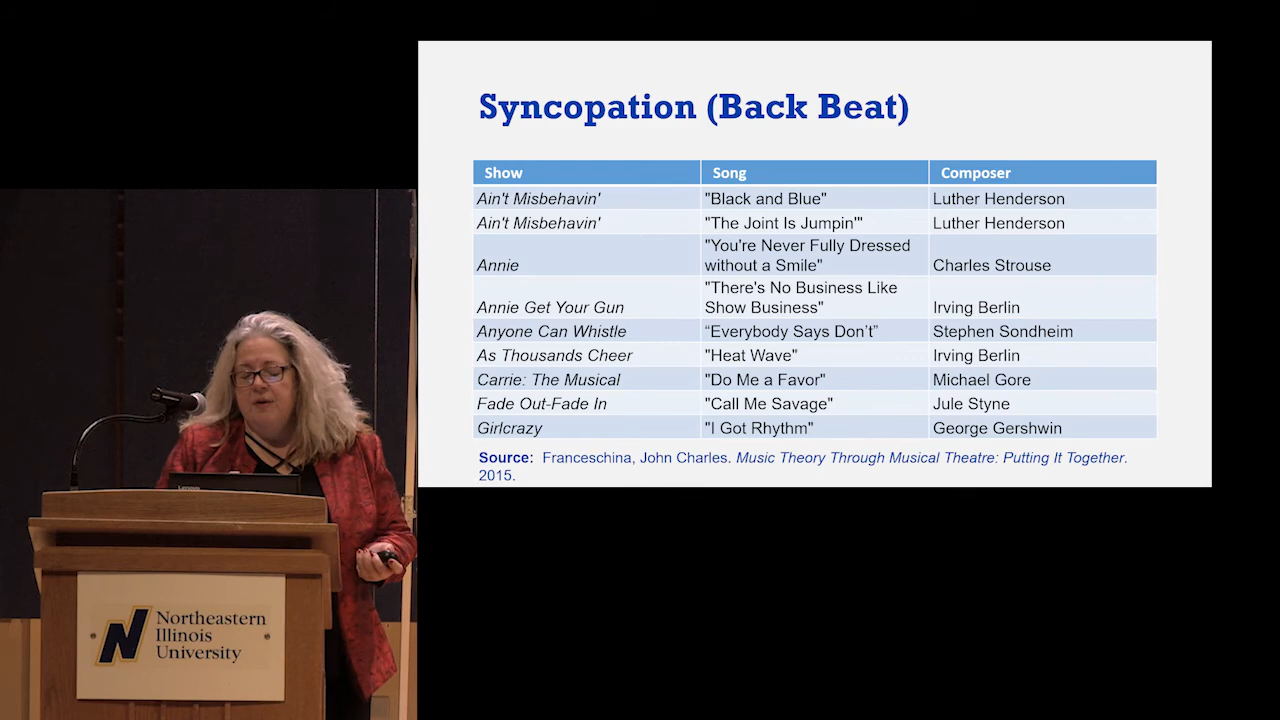 Syncopation (Back Beat)
Show Song Composer
Ain't Misbehavin' "Black and Blue" Luther Henderson
Ain't Misbehavin' "The Joint Is Jumpin'" Luther Henderson
"You're Never Fully Dressed
Annie without a Smile" Charles Strouse
"There's No Business Like
Annie Get Your Gun Show Business" Irving Berlin
Anyone Can Whistle “Everybody Says Don’t” Stephen Sondheim
As Thousands Cheer "Heat Wave" Irving Berlin
Carrie: The Musical "Do Me a Favor" Michael Gore
Fade Out-Fade In "Call Me Savage" Jule Styne
Girlcrazy "I Got Rhythm" George Gershwin
Source: Franceschina, John Charles. Music Theory Through Musical Theatre: Putting It Together.
2015.
Lenovo
N Northeastern
Illinois
University